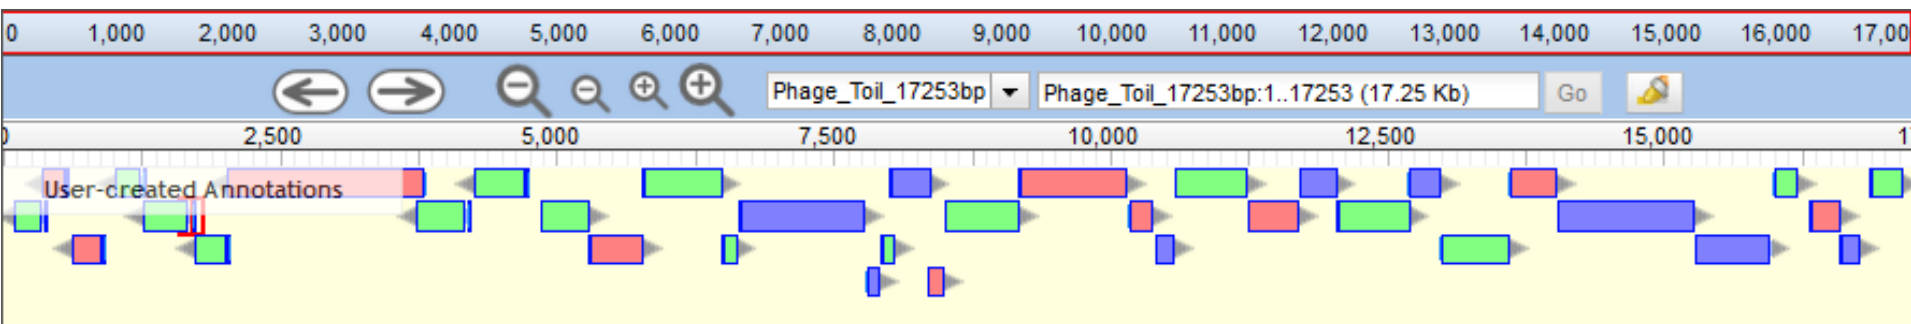 0 1,000 2,000 3,000 4,000 5,000 6,000 7,000 8,000 9,000 10,000 11,000 12,000 13,000 14,000 15,000 16,000 17,00
Phage_Toil_17253bp Phage_Toil_17253bp:1..17253 (17.25 Kb) Go
0 2,500 5,000 7,500 10,000 12,500 15,000 1
User-created Annotations